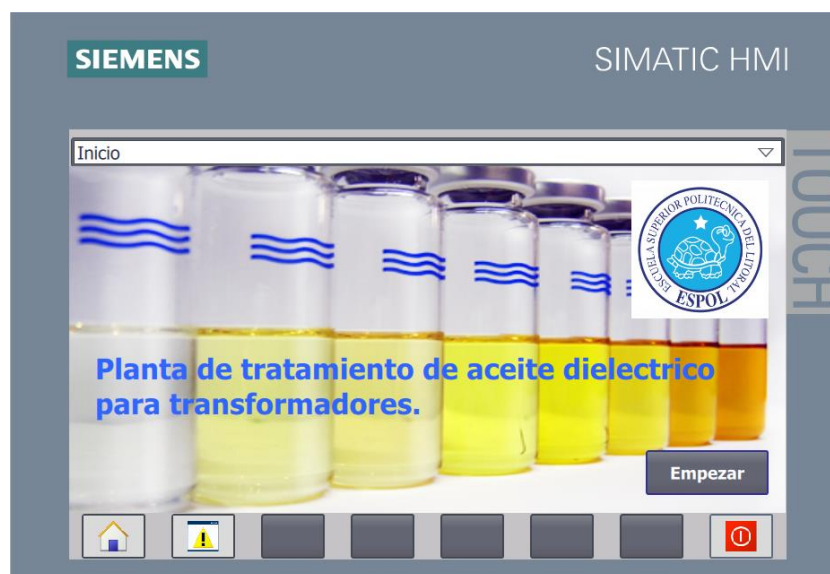 SIEMENS
SIMATIC HMI
TOUCH
Inicio
ESCUELA SUPERIOR POLITECNICA DEL LITORAL
ESPOL
Planta de tratamiento de aceite dielectrico
para transformadores.
Empezar